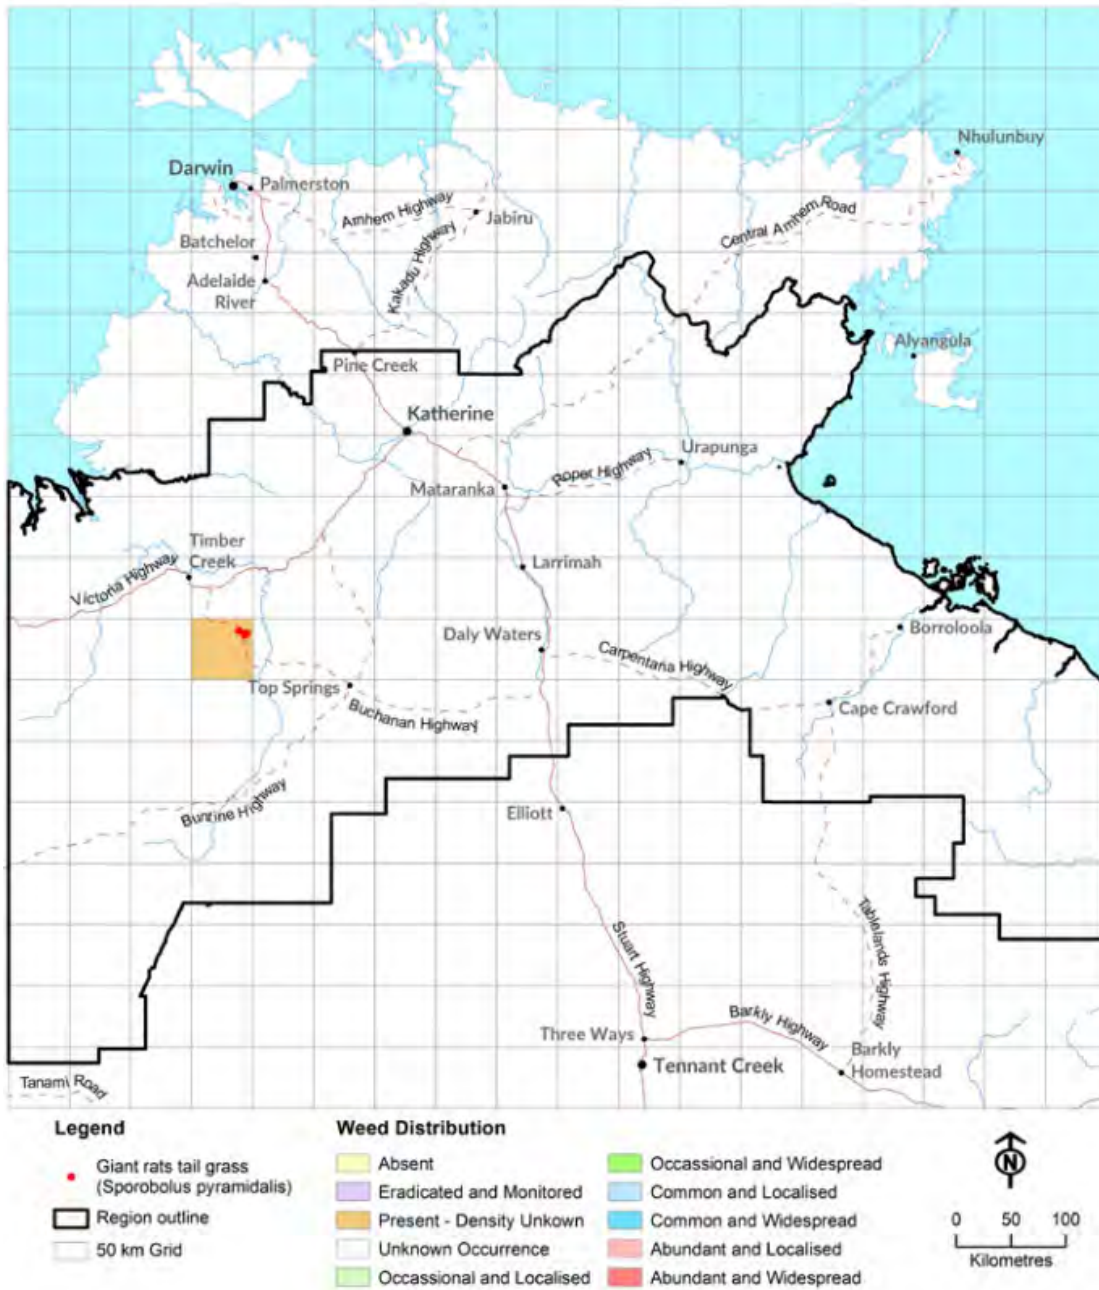 Nhulunbuy
Darwin
Palmerston
Arnhem Highway
Jabiru
Central Arnhem Road
Batchelor
Kakadu Highway
Adelaide
River
Alyangula
Pine Creek
Katherine
Urapunga
Roper Highway
Mataranka
Timber
Creek
Victoria Highway
Larrimah
Daly Waters
Borroloola
Carpentaria Highway
Top Springs
Buchanan Highway
Cape Crawford
Buntine Highway
Elliott
Tablelands Highway
Stuart Highway
Three Ways
Barkly Highway
Tennant Creek
Barkly
Homestead
Tanami Road
Legend
Giant rats tail grass
(Sporobolus pyramidalis)
Region outline
50 km Grid
Weed Distribution
Absent
Eradicated and Monitored
Present - Density Unkown
Unknown Occurrence
Occassional and Localised
Occassional and Widespread
Common and Localised
Common and Widespread
Abundant and Localised
Abundant and Widespread
N
0 50 100
Kilometres